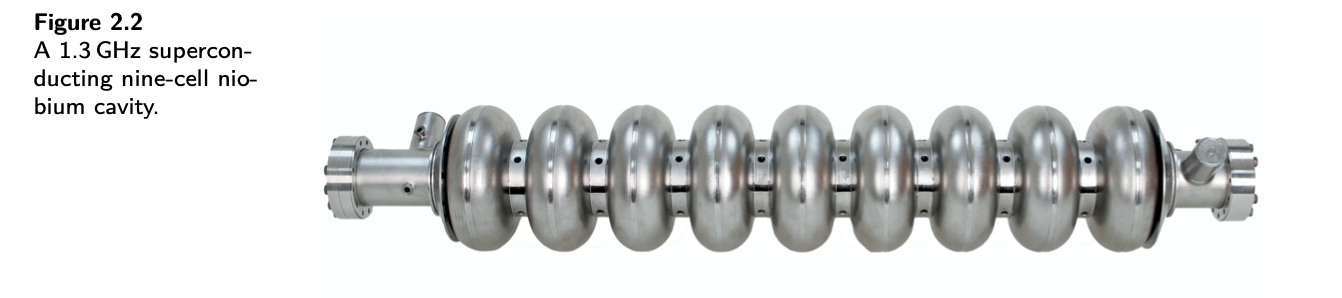 Figure 2.2
A 1.3 GHz supercon-
ducting nine-cell nio-
bium cavity.